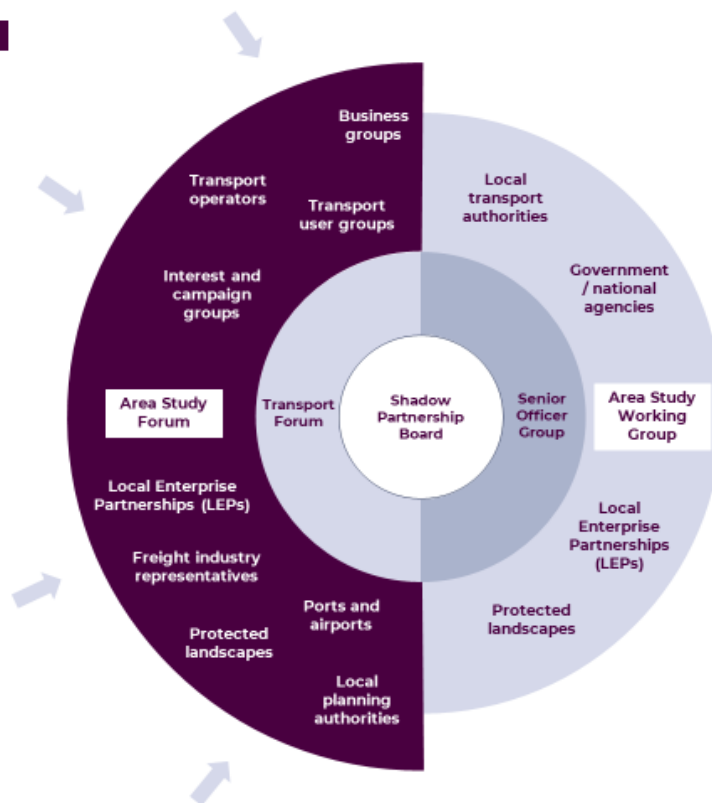 Business
groups
Transport
operators
Transport
user groups
Interest and
campaign
groups
Area Study
Forum
Local Enterprise
Partnerships (LEPs)
Freight industry
representatives
Ports and
airports
Protected
landscapes
Local
planning
authorities
Transport
Forum
Shadow
Partnership
Board
Senior
Officer
Group
Local
transport
authorities
Government
/ national
agencies
Area Study
Working
Group
Local
Enterprise
Partnerships
(LEPs)
Protected
landscapes